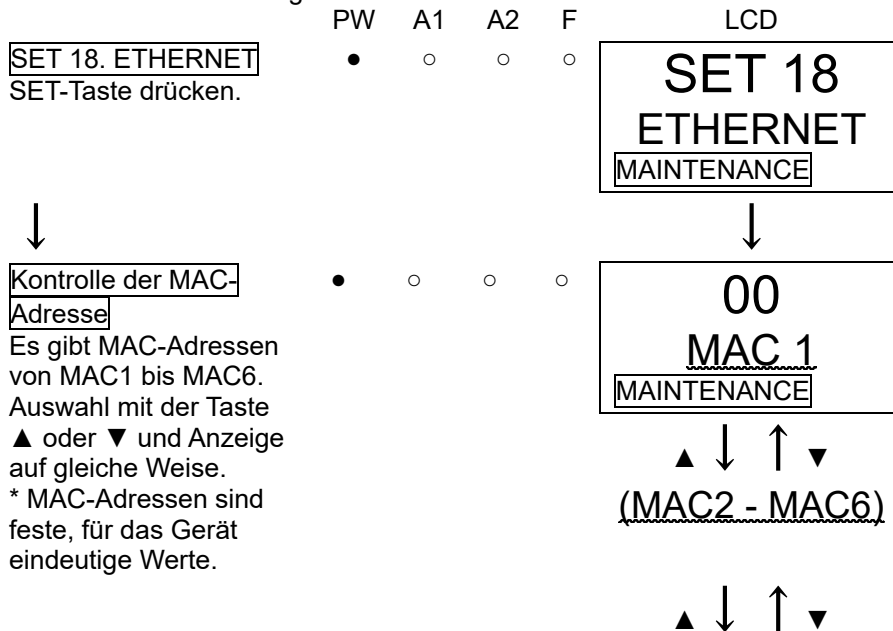 PW A1 A2 F LCD
SET 18. ETHERNET ● ○ ○ ○ SET 18
SET-Taste drücken.
ETHERNET
MAINTENANCE
↓ ↓
Kontrolle der MAC- ● ○ ○ ○ 00
Adresse
Es gibt MAC-Adressen
von MAC1 bis MAC6.
Auswahl mit der Taste
▲ oder ▼ und Anzeige
auf gleiche Weise.
* MAC-Adressen sind
feste, für das Gerät
eindeutige Werte.
MAC 1
MAINTENANCE
▲ ↓ ↑ ▼
(MAC2 - MAC6)
▲ ↓ ↑ ▼